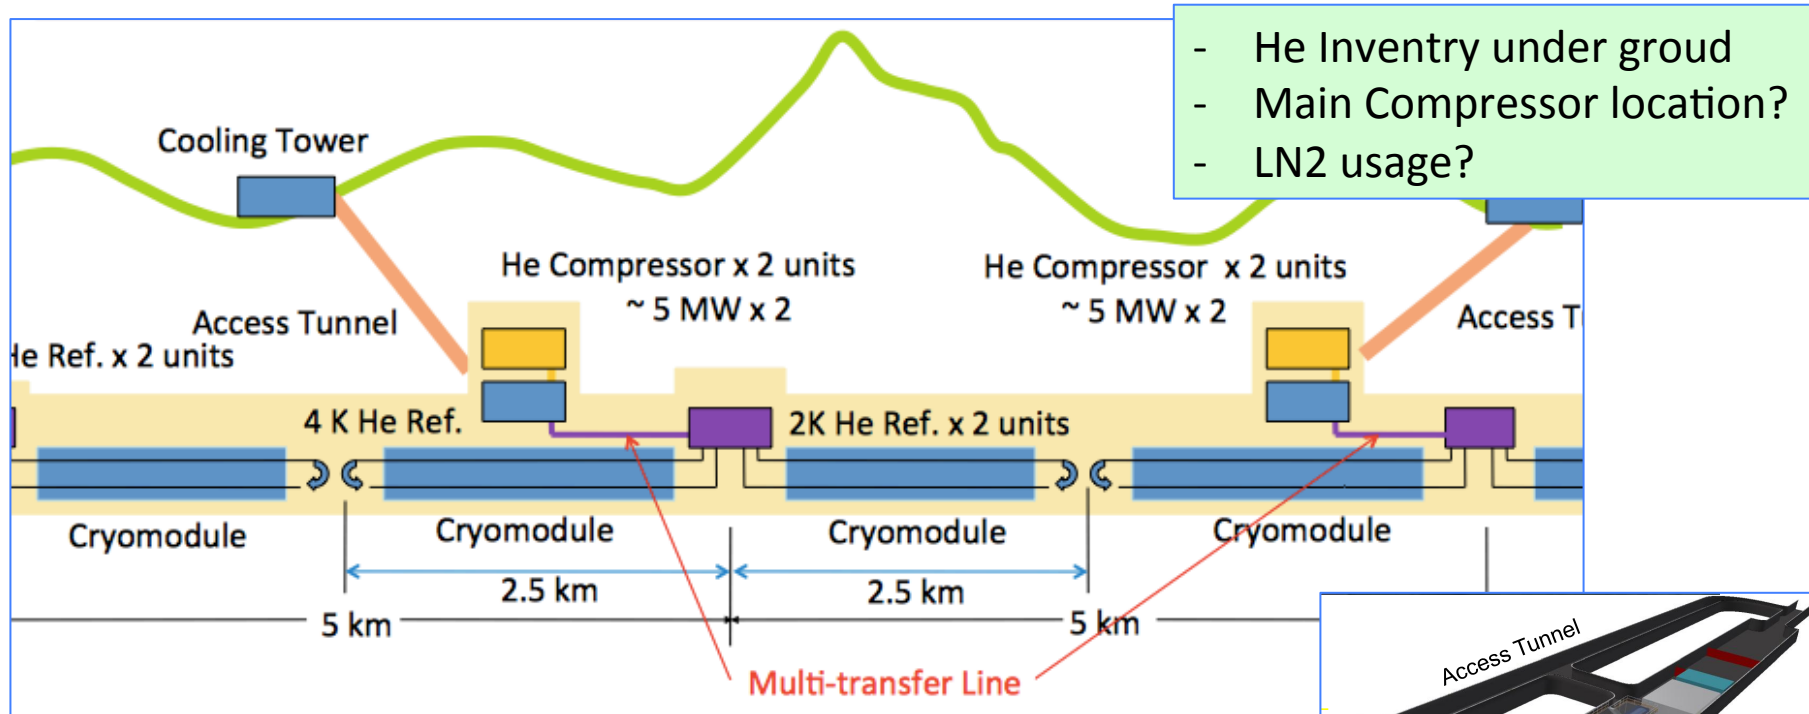 - He Inventry under groud
- Main Compressor location?
- LN2 usage?
Cooling Tower
He Compressor x 2 units
~ 5 MW x 2
He Compressor x 2 units
~ 5 MW x 2
Access Tunnel
Access T
He Ref. x 2 units
4 K He Ref.
2K He Ref. x 2 units
Cryomodule
Cryomodule
Cryomodule
Cryomodule
2.5 km
2.5 km
5 km
5 km
Multi-transfer Line
Access Tunnel